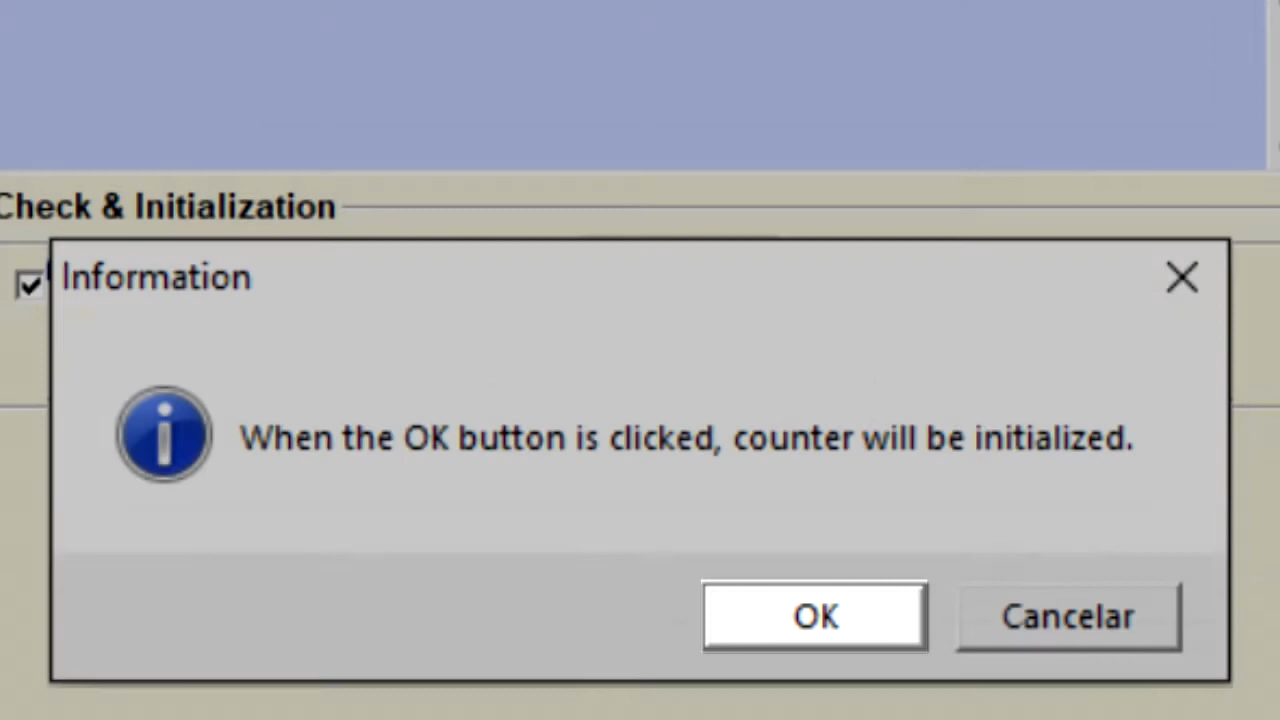 Check & Initialization
Information
When the OK button is clicked, counter will be initialized.
OK
Cancelar